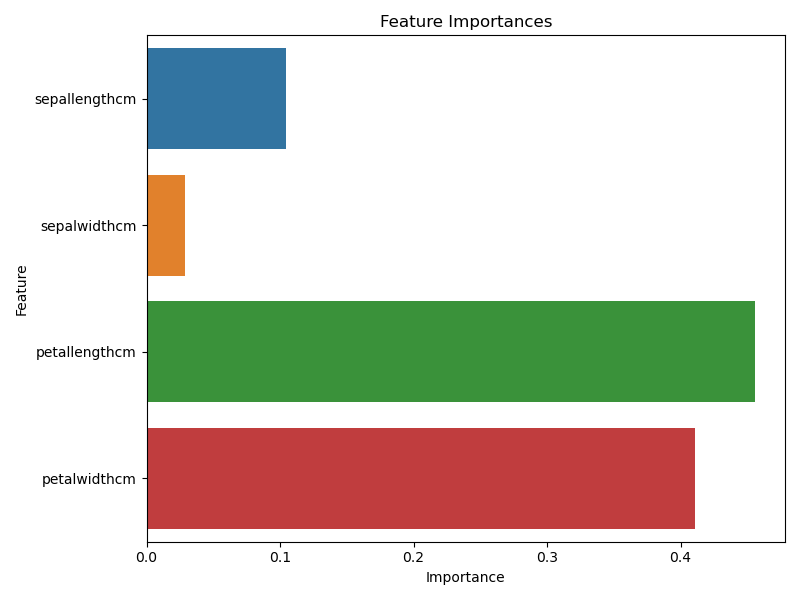 Feature Importances
Feature
sepallengthcm
sepalwidthcm
petallengthcm
petalwidthcm
0.0 0.1 0.2 0.3 0.4
Importance